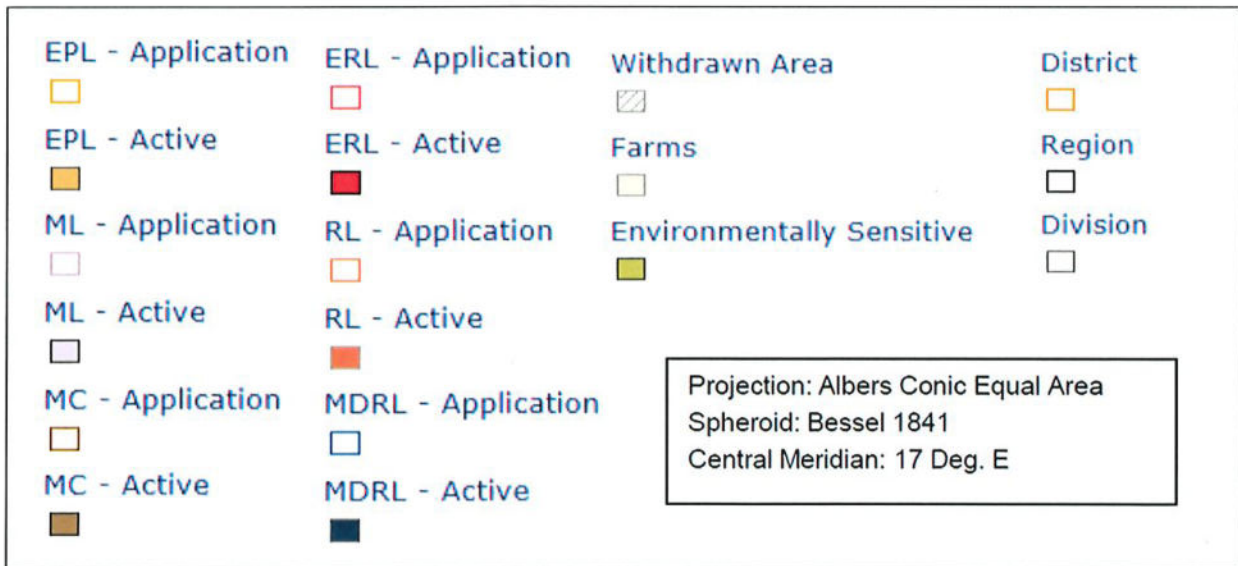 EPL - Application
EPL - Active
ML - Application
ML - Active
MC - Application
MC - Active
ERL - Application
ERL - Active
RL - Application
RL - Active
MDRL - Application
MDRL - Active
Withdrawn Area
Farms
Environmentally Sensitive
District
Region
Division
Projection: Albers Conic Equal Area
Spheroid: Bessel 1841
Central Meridian: 17 Deg. E